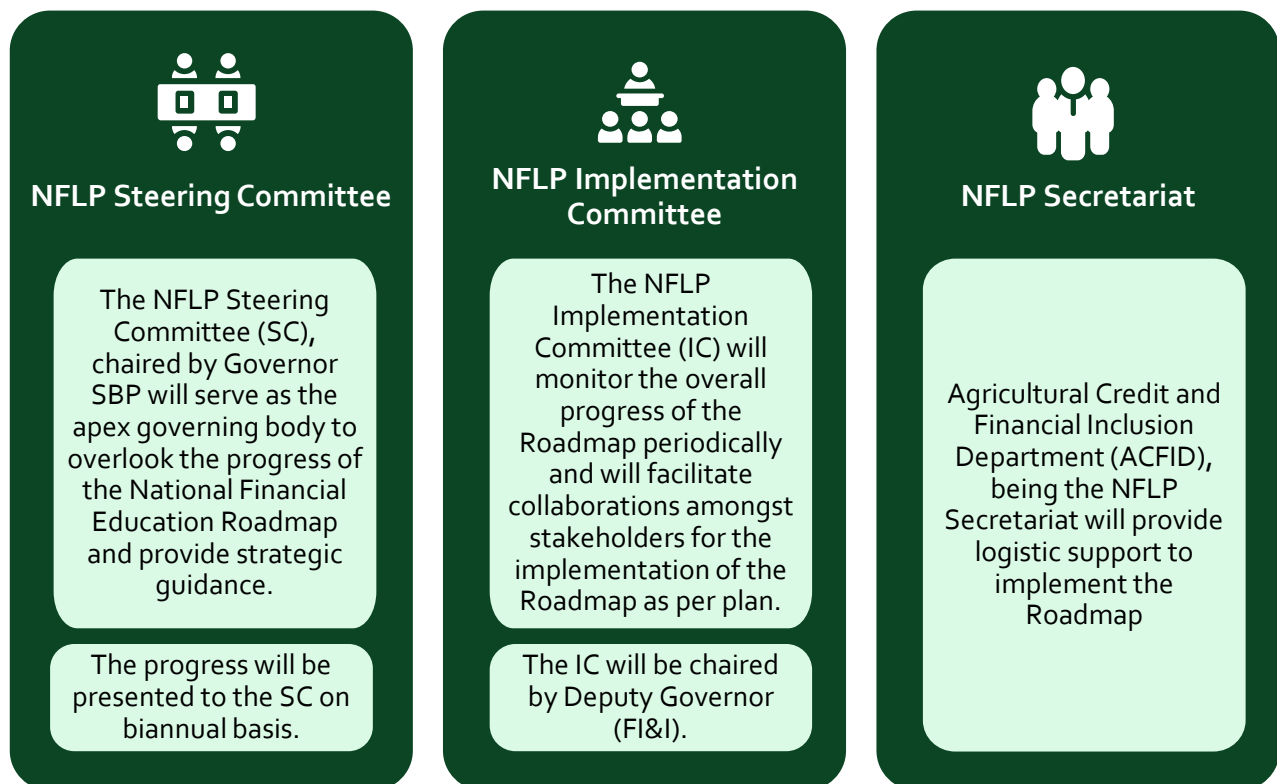 NFLP Steering Committee
The NFLP Steering
Committee (SC),
chaired by Governor
SBP will serve as the
apex governing body to
overlook the progress of
the National Financial
Education Roadmap
and provide strategic
guidance.
The progress will be
presented to the SC on
biannual basis.
NFLP Implementation
Committee
The NFLP
Implementation
Committee (IC) will
monitor the overall
progress of the
Roadmap periodically
and will facilitate
collaborations amongst
stakeholders for the
implementation of the
Roadmap as per plan.
The IC will be chaired
by Deputy Governor
(FI&I).
NFLP Secretariat
Agricultural Credit and
Financial Inclusion
Department (ACFID),
being the NFLP
Secretariat will provide
logistic support to
implement the
Roadmap